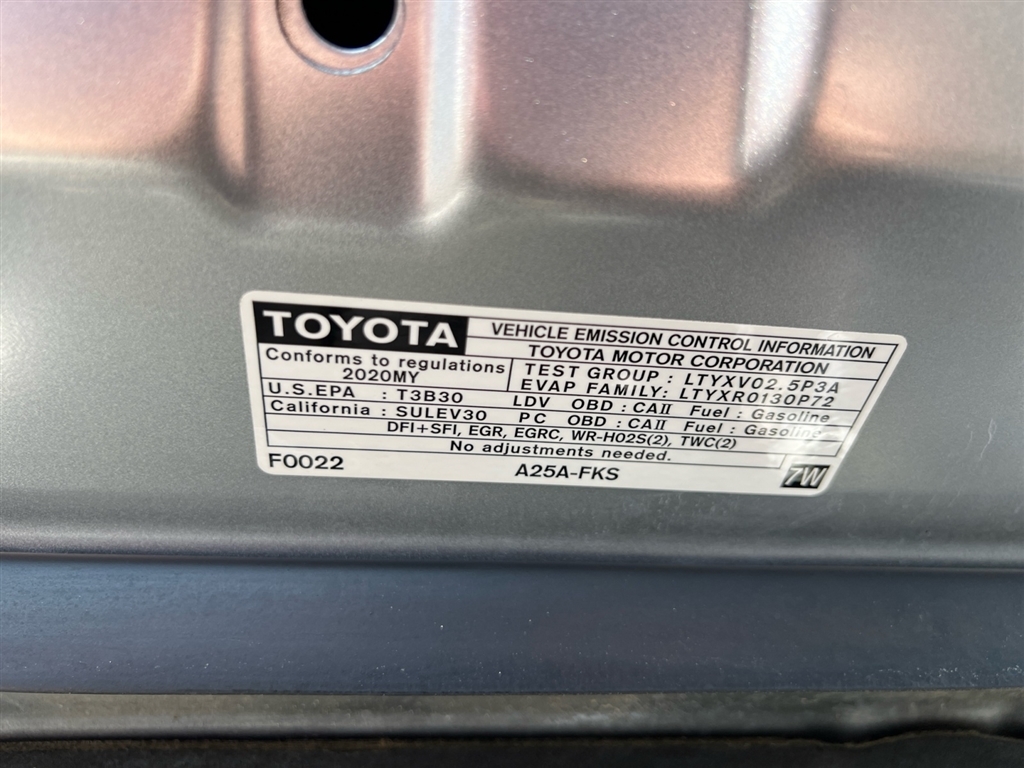 TOYOTA
VEHICLE EMISSION CONTROL INFORMATION
TOYOTA MOTOR CORPORATION
Conforms to regulations
2020MY
TEST GROUP : LTYXV02.5P3A
EVAP FAMILY: LTYXR0130P72
U.S.EPA : T3B30 LDV OBD : CAII Fuel : Gasoline
California : SULEV30 PC OBD : CAII Fuel : Gasoline
DFI+SFI, EGR, EGRC, WR-HO2S(2), TWC(2)
No adjustments needed.
F0022 A25A-FKS 7W